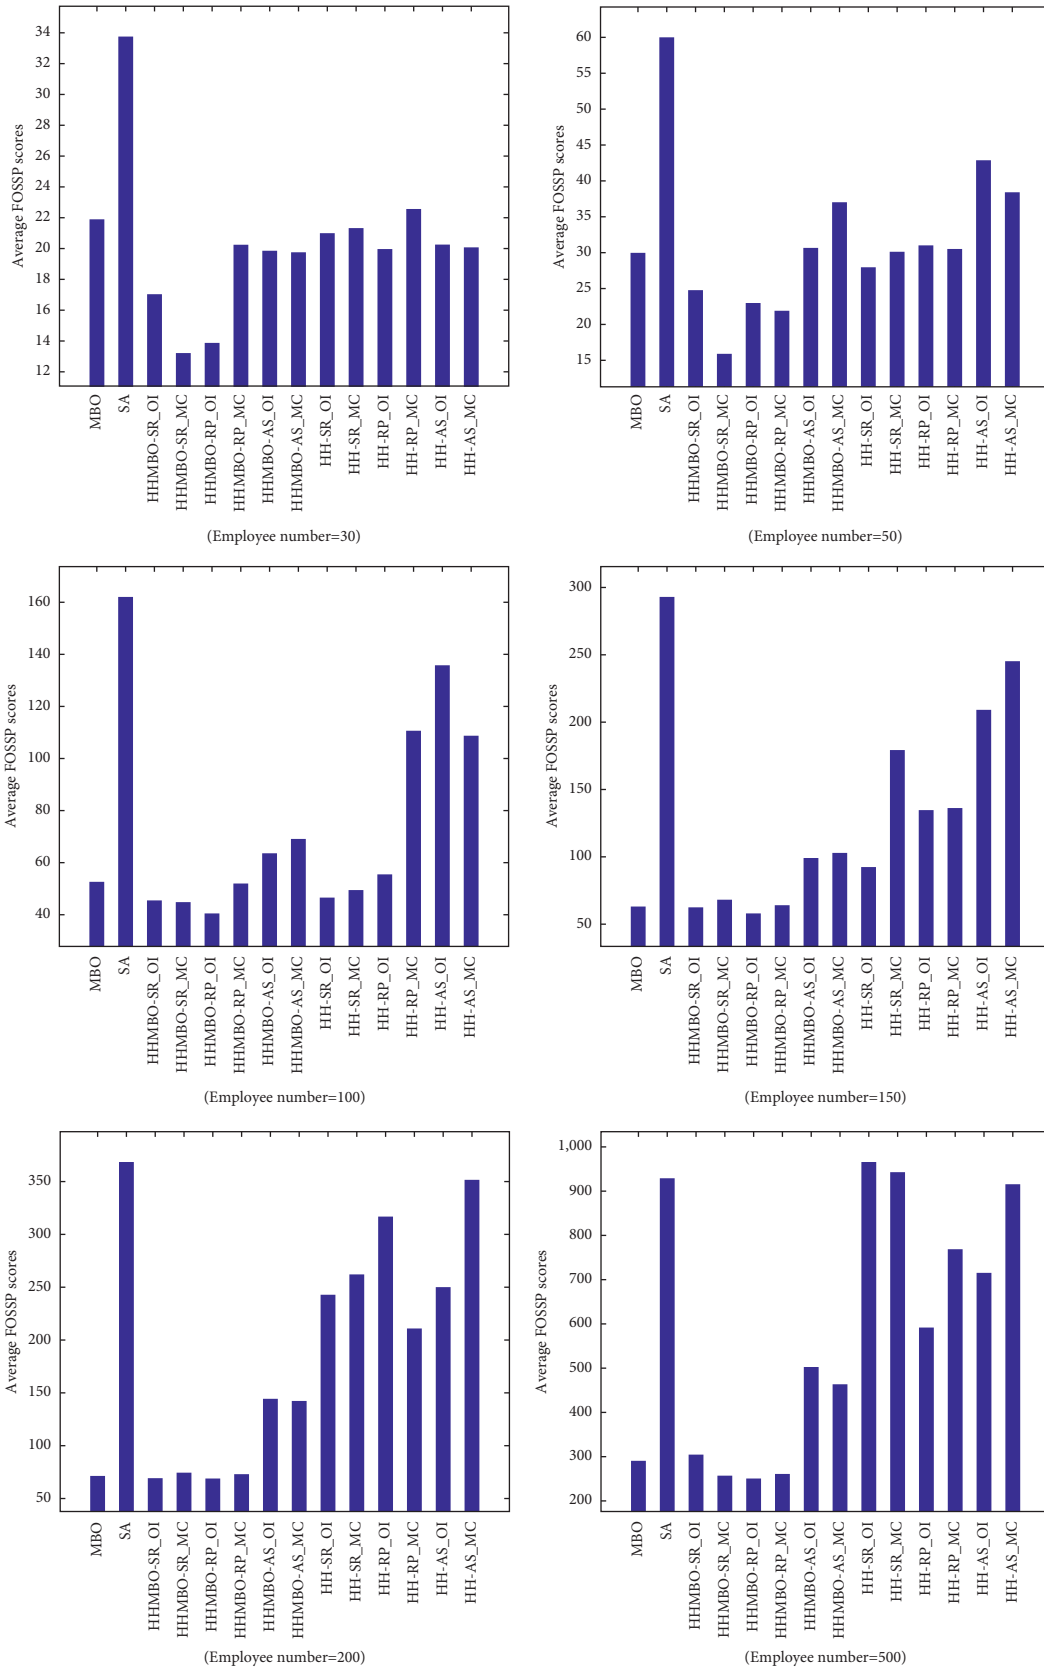 34
32
30
28
26
24
22
20
18
16
14
12
Average FOSSP scores
MBO
SA
HHMBO-SR_OI
HHMBO-SR_MC
HHMBO-RP_OI
HHMBO-RP_MC
HHMBO-AS_OI
HHMBO-AS_MC
HH-SR_OI
HH-SR_MC
HH-RP_OI
HH-RP_MC
HH-AS_OI
HH-AS_MC
(Employee number=30)
60
55
50
45
40
35
30
25
20
15
Average FOSSP scores
MBO
SA
HHMBO-SR_OI
HHMBO-SR_MC
HHMBO-RP_OI
HHMBO-RP_MC
HHMBO-AS_OI
HHMBO-AS_MC
HH-SR_OI
HH-SR_MC
HH-RP_OI
HH-RP_MC
HH-AS_OI
HH-AS_MC
(Employee number=50)
160
140
120
100
80
60
40
Average FOSSP scores
MBO
SA
HHMBO-SR_OI
HHMBO-SR_MC
HHMBO-RP_OI
HHMBO-RP_MC
HHMBO-AS_OI
HHMBO-AS_MC
HH-SR_OI
HH-SR_MC
HH-RP_OI
HH-RP_MC
HH-AS_OI
HH-AS_MC
(Employee number=100)
300
250
200
150
100
50
Average FOSSP scores
MBO
SA
HHMBO-SR_OI
HHMBO-SR_MC
HHMBO-RP_OI
HHMBO-RP_MC
HHMBO-AS_OI
HHMBO-AS_MC
HH-SR_OI
HH-SR_MC
HH-RP_OI
HH-RP_MC
HH-AS_OI
HH-AS_MC
(Employee number=150)
350
300
250
200
150
100
50
Average FOSSP scores
MBO
SA
HHMBO-SR_OI
HHMBO-SR_MC
HHMBO-RP_OI
HHMBO-RP_MC
HHMBO-AS_OI
HHMBO-AS_MC
HH-SR_OI
HH-SR_MC
HH-RP_OI
HH-RP_MC
HH-AS_OI
HH-AS_MC
(Employee number=200)
1,000
900
800
700
600
500
400
300
200
Average FOSSP scores
MBO
SA
HHMBO-SR_OI
HHMBO-SR_MC
HHMBO-RP_OI
HHMBO-RP_MC
HHMBO-AS_OI
HHMBO-AS_MC
HH-SR_OI
HH-SR_MC
HH-RP_OI
HH-RP_MC
HH-AS_OI
HH-AS_MC
(Employee number=500)